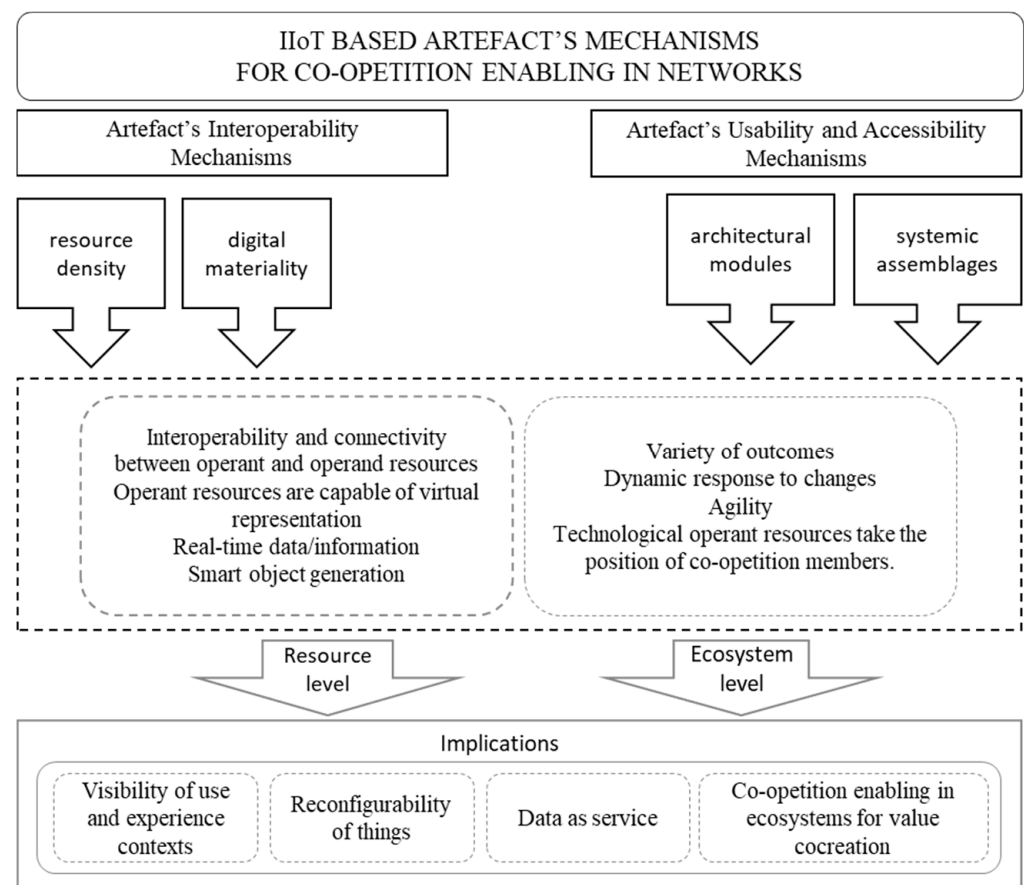 IIoT BASED ARTEFACT’S MECHANISMS
FOR CO-OPETITION ENABLING IN NETWORKS
Artefact’s Interoperability
Mechanisms
Artefact’s Usability and Accessibility
Mechanisms
resource
density
digital
materiality
architectural
modules
systemic
assemblages
Interoperability and connectivity
between operant and operand resources
Operant resources are capable of virtual
representation
Real-time data/information
Smart object generation
Variety of outcomes
Dynamic response to changes
Agility
Technological operant resources take the
position of co-opetition members.
Resource
level
Ecosystem
level
Implications
Visibility of use
and experience
contexts
Reconfigurability
of things
Data as service
Co-opetition enabling in
ecosystems for value
cocreation